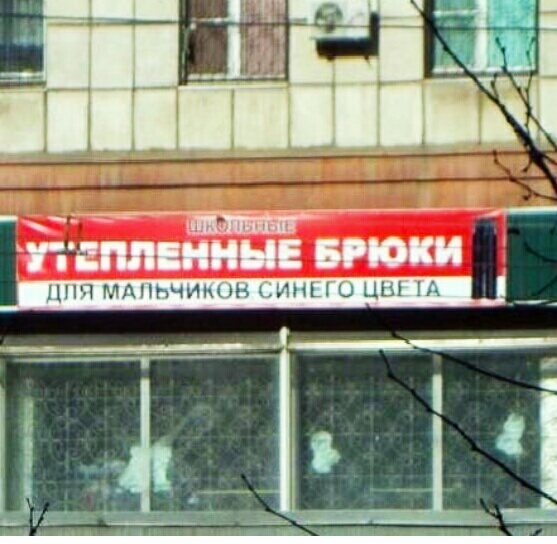 ШКОЛЬНЫЕ
УТЕПЛЕННЫЕ БРЮКИ
ДЛЯ МАЛЬЧИКОВ СИНЕГО ЦВЕТА